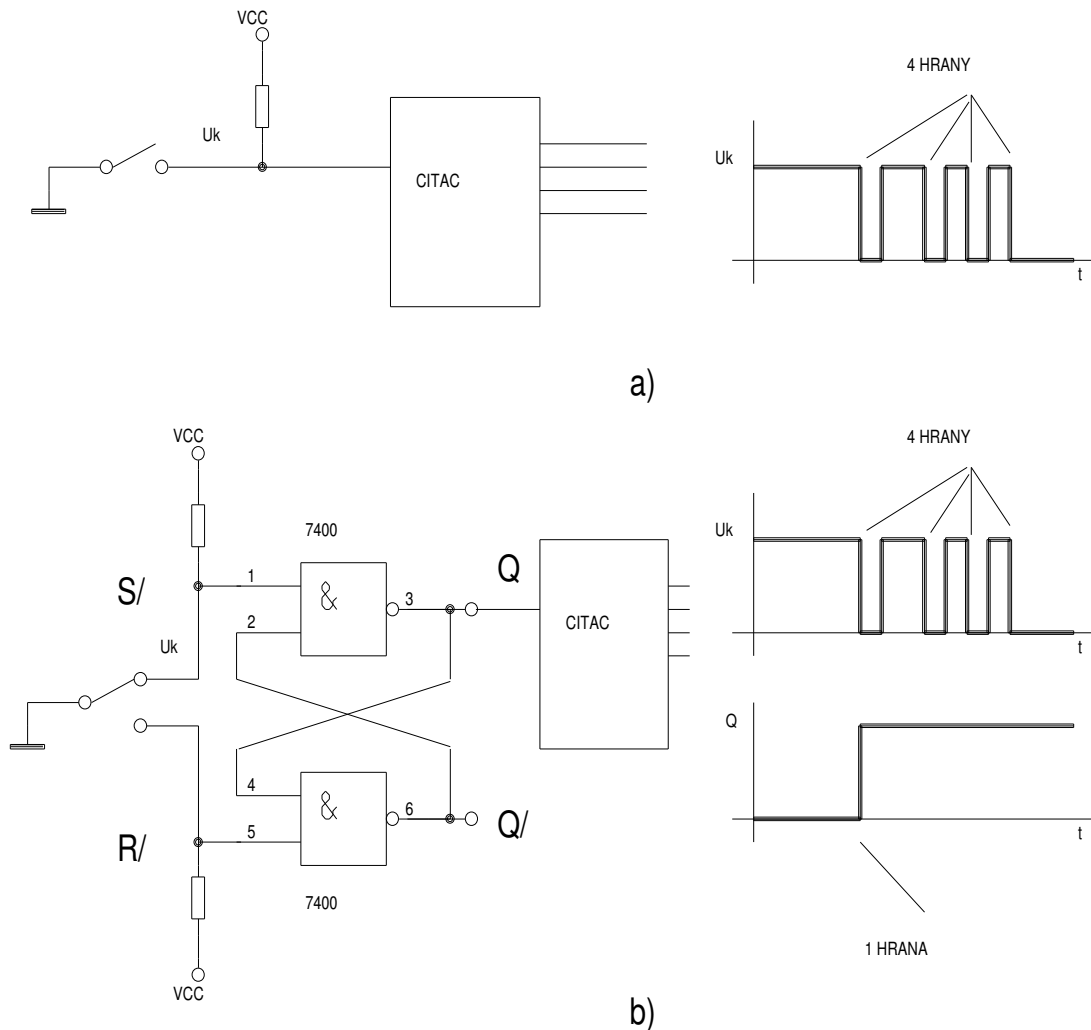 VCC
4 HRANY
Uk
Uk
CITAC
t
a)
VCC
4 HRANY
7400
Uk
S/
1
&
3
Q
2
CITAC
Uk
t
Q
4
&
6
Q/
5
R/
t
7400
1 HRANA
VCC
b)